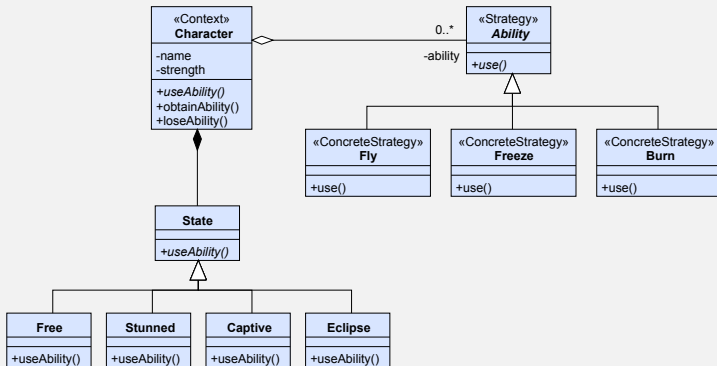 «Context»
Character
-name
-strength
+useAbility()
+obtainAbility()
+loseAbility()
0..*
-ability
«Strategy»
Ability
+use()
«ConcreteStrategy»
Fly
+use()
«ConcreteStrategy»
Freeze
+use()
«ConcreteStrategy»
Burn
+use()
State
+useAbility()
Free
+useAbility()
Stunned
+useAbility()
Captive
+useAbility()
Eclipse
+useAbility()